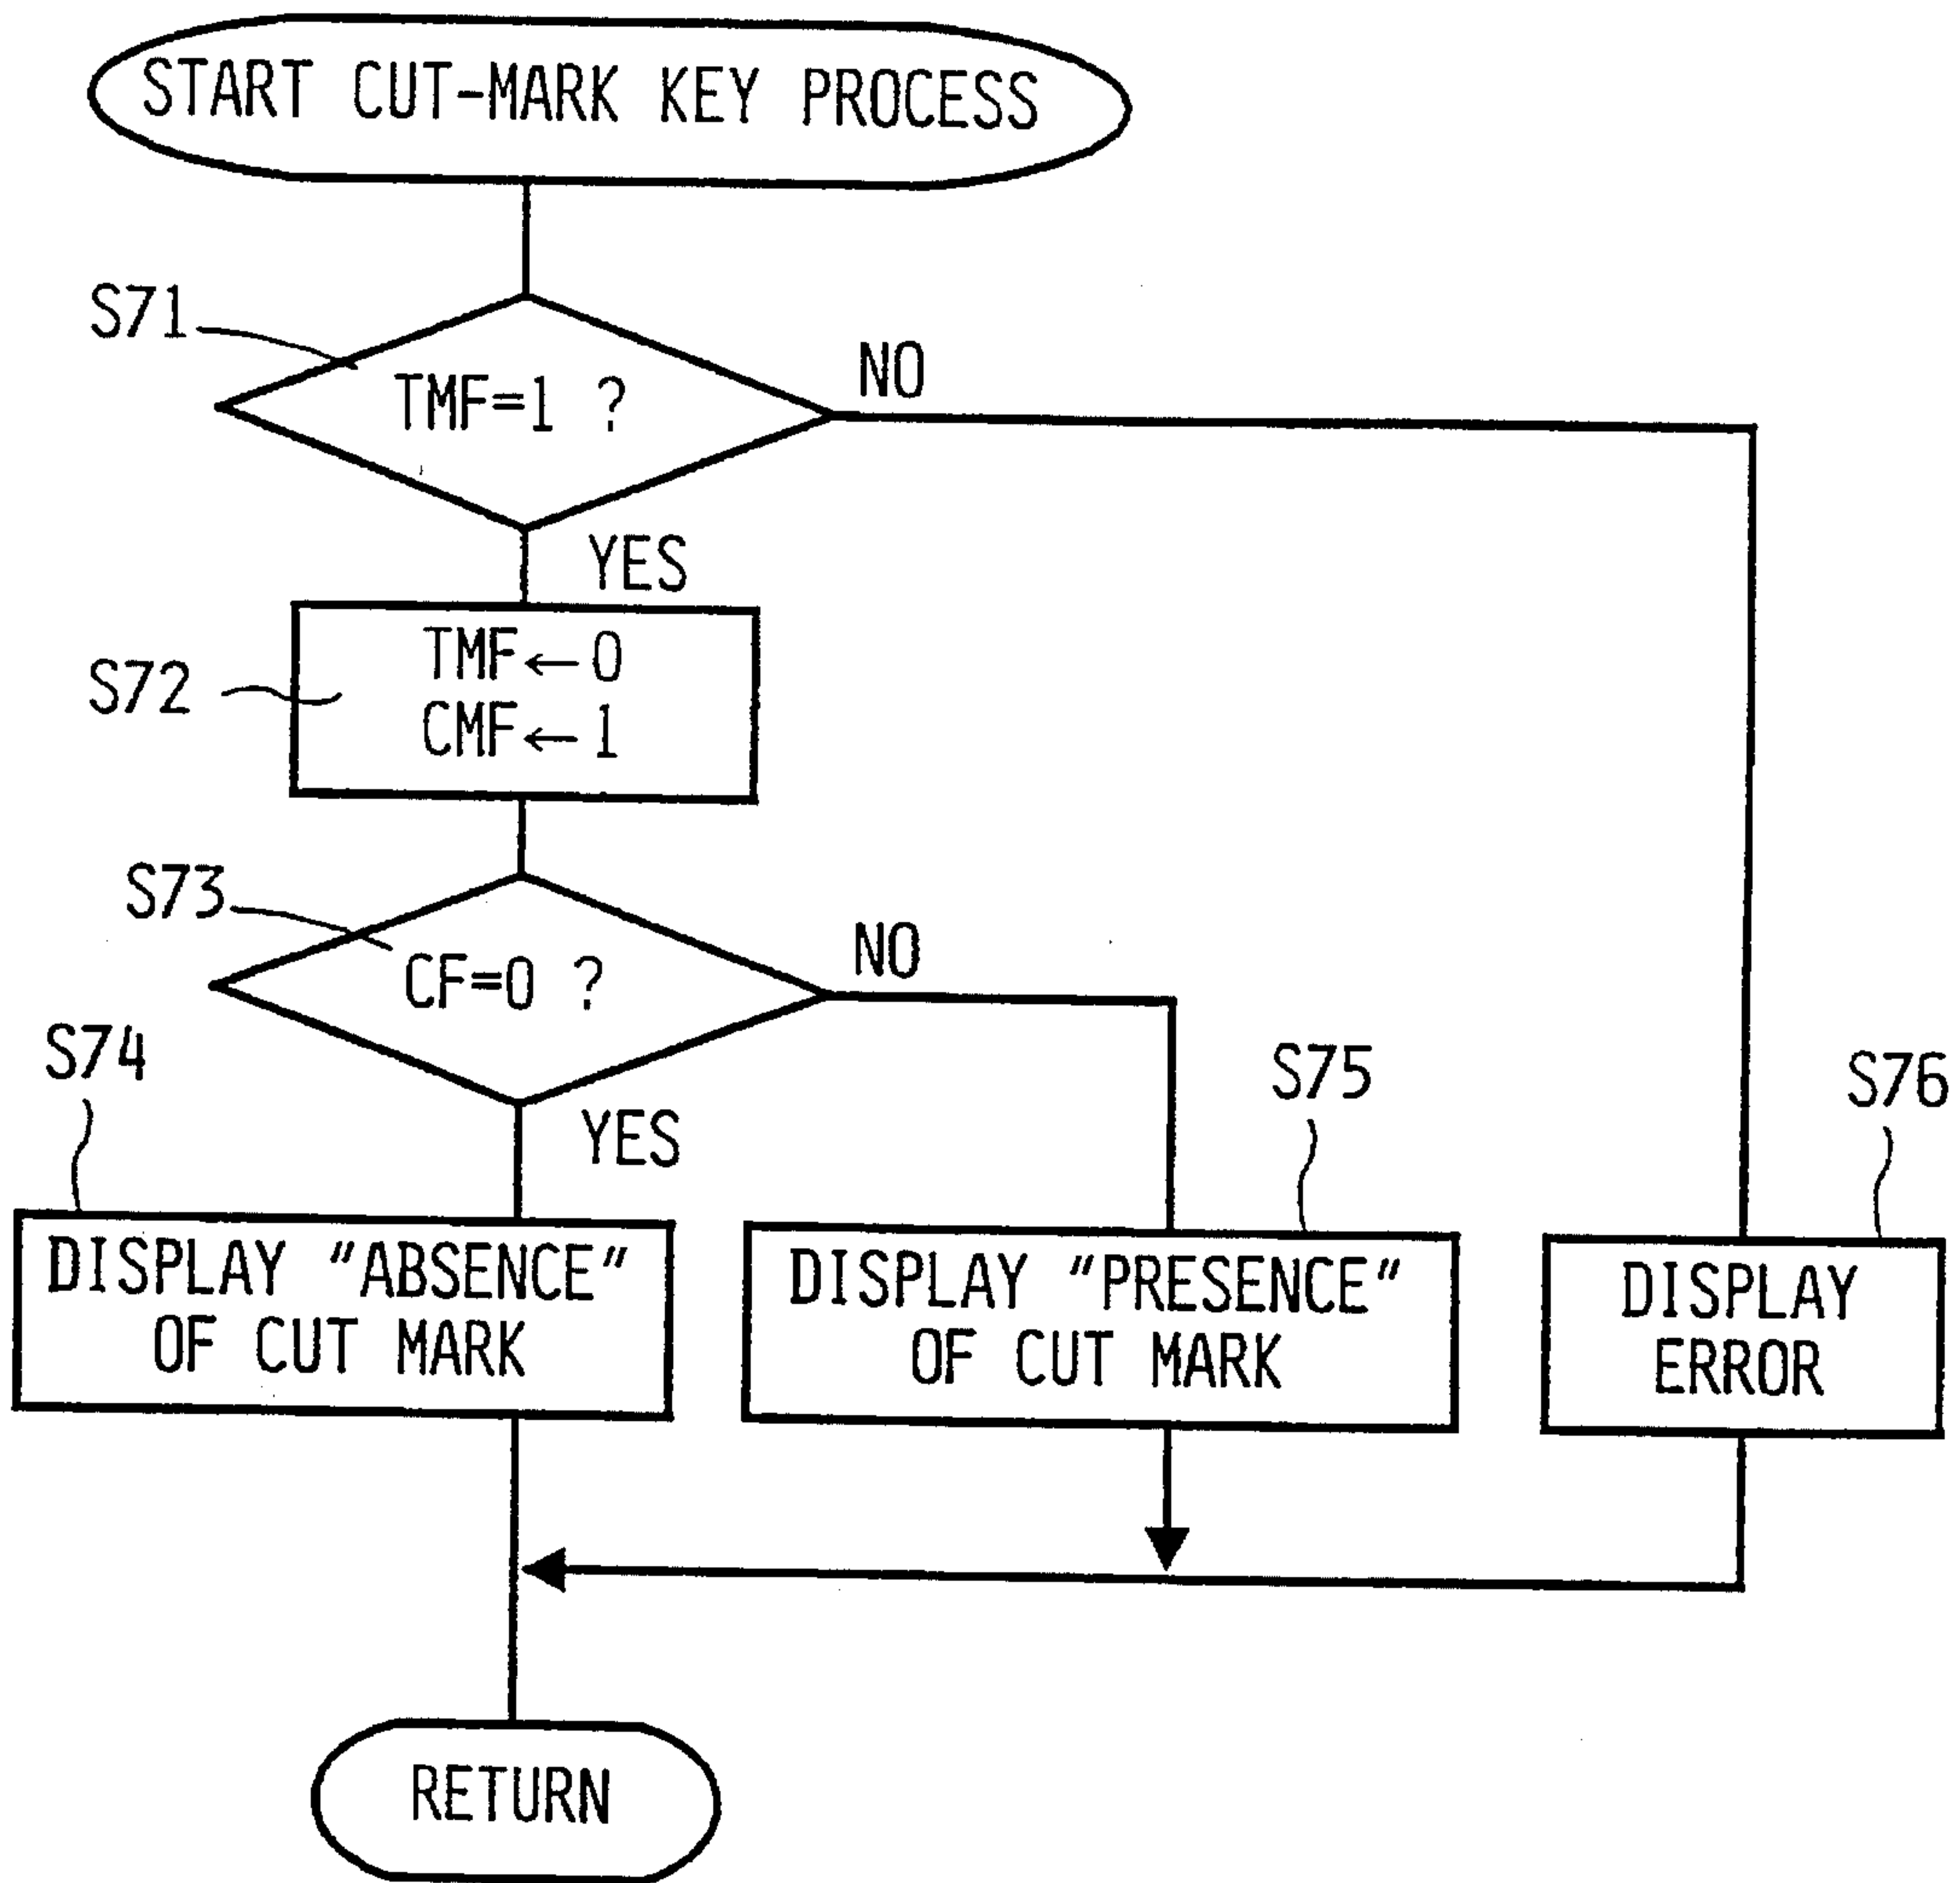 START CUT-MARK KEY PROCESS
S71
TMF=1 ?
NO
YES
S72
TMF←0
CMF←1
S73
CF=0 ?
NO
YES
S74
DISPLAY "ABSENCE"
OF CUT MARK
S75
DISPLAY "PRESENCE"
OF CUT MARK
S76
DISPLAY
ERROR
RETURN